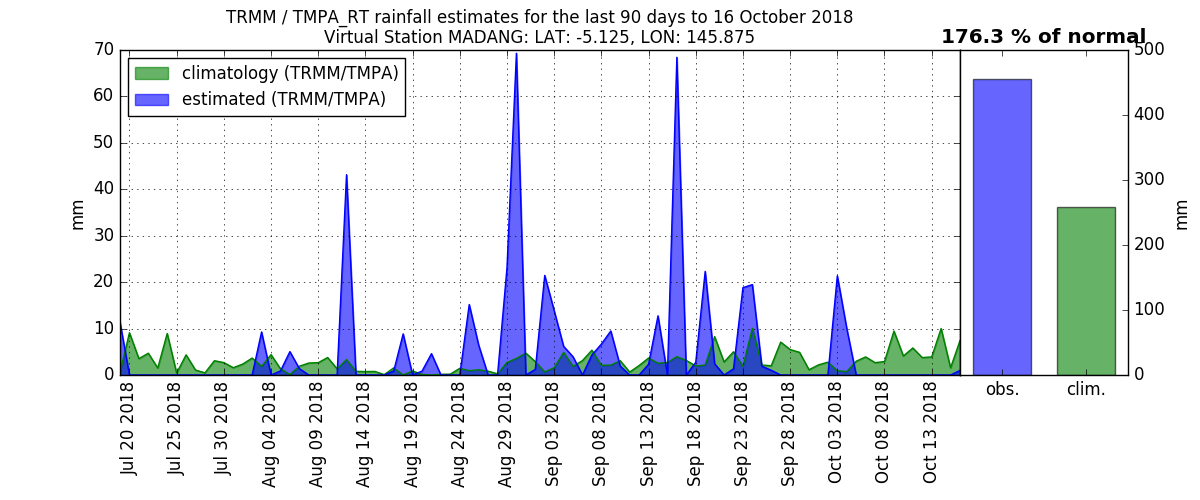 TRMM / TMPA_RT rainfall estimates for the last 90 days to 16 October 2018
Virtual Station MADANG: LAT: -5.125, LON: 145.875
176.3 % of normal
climatology (TRMM/TMPA)
estimated (TRMM/TMPA)
70
60
50
40
30
20
10
0
mm
Jul 20 2018
Jul 25 2018
Jul 30 2018
Aug 04 2018
Aug 09 2018
Aug 14 2018
Aug 19 2018
Aug 24 2018
Aug 29 2018
Sep 03 2018
Sep 08 2018
Sep 13 2018
Sep 18 2018
Sep 23 2018
Sep 28 2018
Oct 03 2018
Oct 08 2018
Oct 13 2018
500
400
300
200
100
0
mm
obs.
clim.